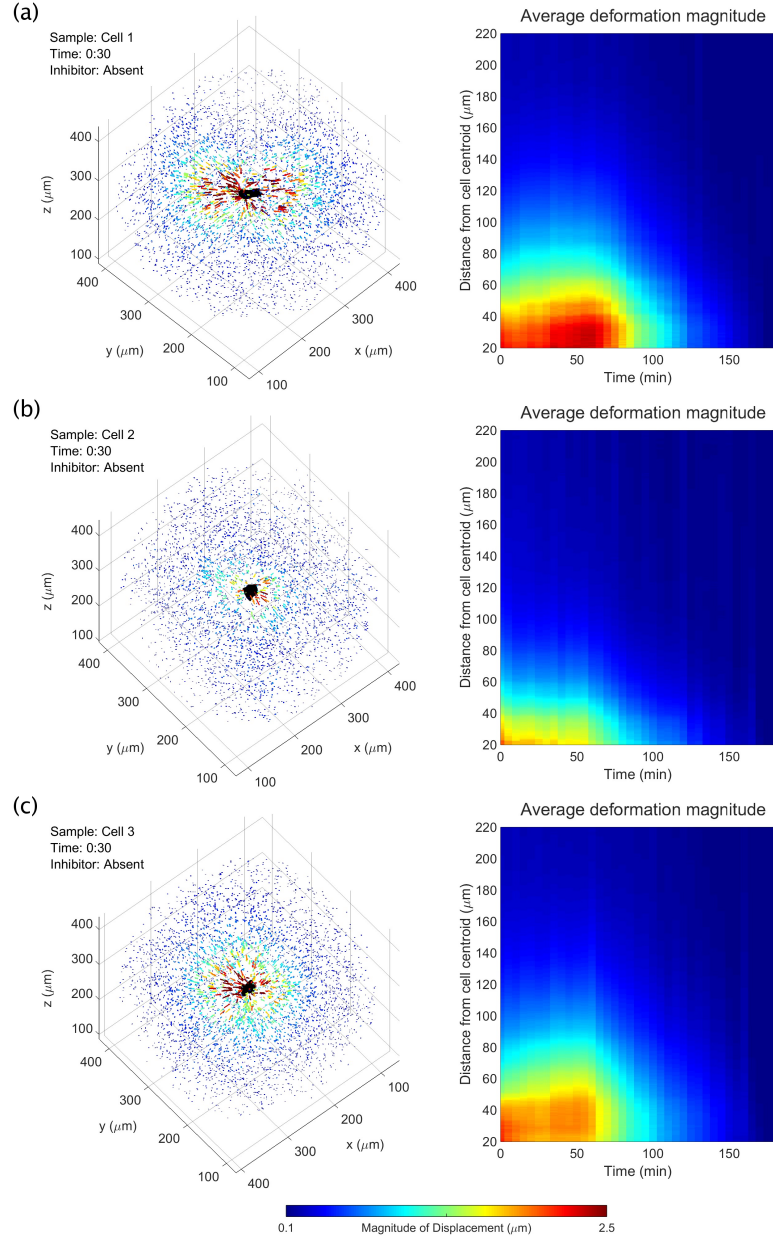 (a)
Sample: Cell 1
Time: 0:30
Inhibitor: Absent
z (μm)
400
300
200
100
400
300
200
100
y (μm)
100
200
300
400
x (μm)
Average deformation magnitude
Distance from cell centroid (μm)
220
200
180
160
140
120
100
80
60
40
20
0
50
100
150
Time (min)
(b)
Sample: Cell 2
Time: 0:30
Inhibitor: Absent
z (μm)
400
300
200
100
400
300
200
100
y (μm)
100
200
300
400
x (μm)
Average deformation magnitude
Distance from cell centroid (μm)
220
200
180
160
140
120
100
80
60
40
20
0
50
100
150
Time (min)
(c)
Sample: Cell 3
Time: 0:30
Inhibitor: Absent
z (μm)
400
300
200
100
400
300
200
100
y (μm)
400
300
200
100
x (μm)
Average deformation magnitude
Distance from cell centroid (μm)
220
200
180
160
140
120
100
80
60
40
20
0
50
100
150
Time (min)
0.1
Magnitude of Displacement (μm)
2.5